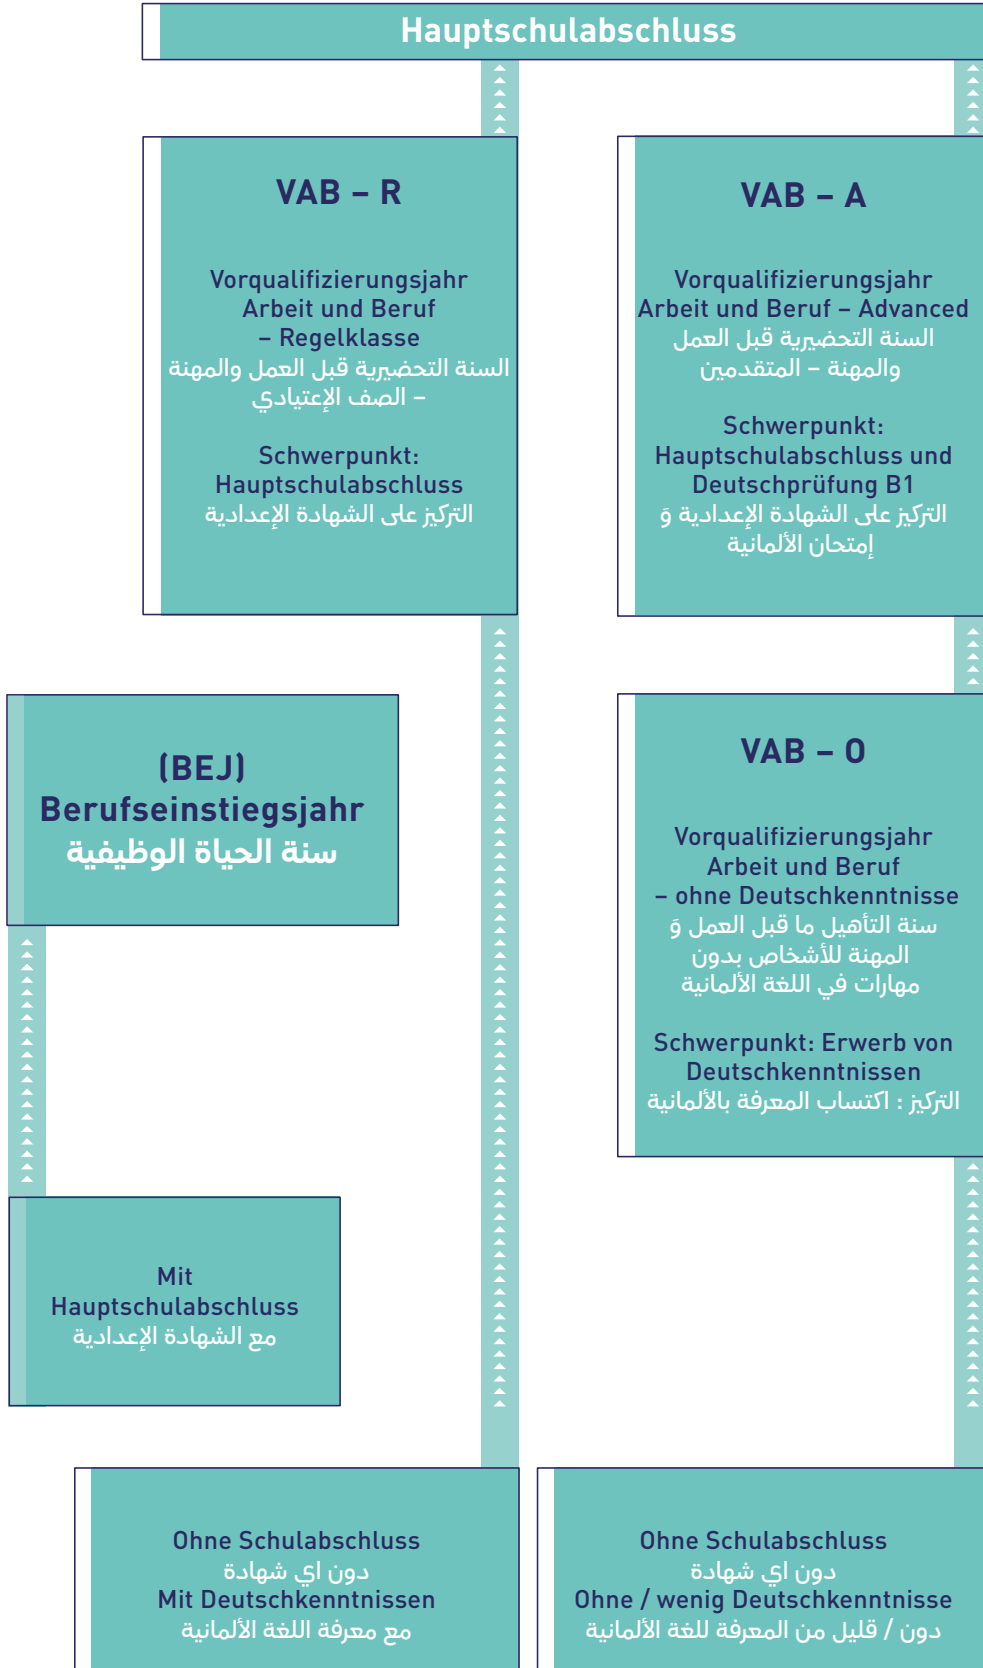 Hauptschulabschluss
VAB – R
Vorqualifizierungsjahr
Arbeit und Beruf
– Regelklasse
السنة التحضيرية قبل العمل والمهنة
– الصف الإعتيادي
Schwerpunkt:
Hauptschulabschluss
التركيز على الشهادة الإعدادية
VAB – A
Vorqualifizierungsjahr
Arbeit und Beruf – Advanced
السنة التحضيرية قبل العمل
والمهنة – المتقدمين
Schwerpunkt:
Hauptschulabschluss und
Deutschprüfung B1
التركيز على الشهادة الإعدادية وَ
إمتحان الألمانية
(BEJ)
Berufseinstiegsjahr
سنة الحياة الوظيفية
VAB – O
Vorqualifizierungsjahr
Arbeit und Beruf
– ohne Deutschkenntnisse
سنة التأهيل ما قبل العمل وَ
المهنة للأشخاص بدون
مهارات في اللغة الألمانية
Schwerpunkt: Erwerb von
Deutschkenntnissen
التركيز : اكتساب المعرفة بالألمانية
Mit
Hauptschulabschluss
مع الشهادة الإعدادية
Ohne Schulabschluss
دون اي شهادة
Mit Deutschkenntnissen
مع معرفة اللغة الألمانية
Ohne Schulabschluss
دون اي شهادة
Ohne / wenig Deutschkenntnisse
دون / قليل من المعرفة للغة الألمانية